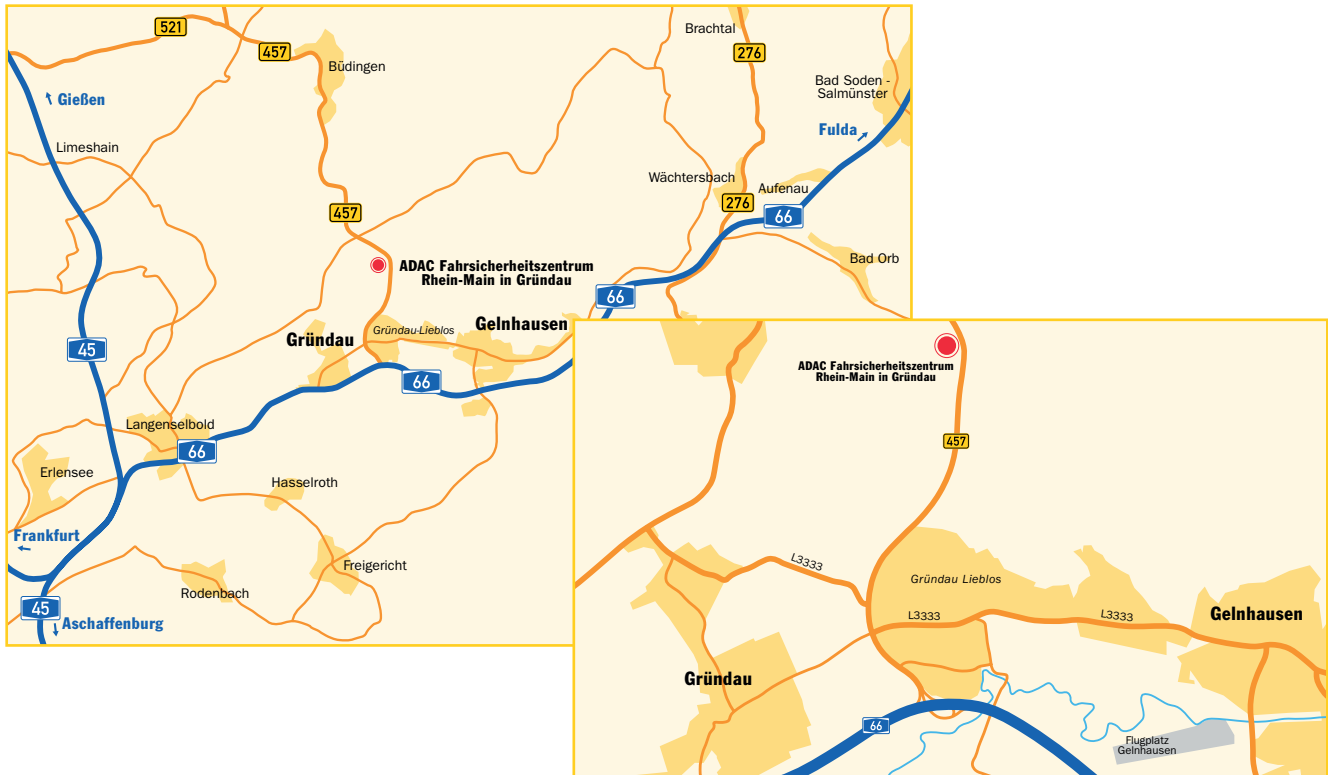 521
457
Büdingen
Brachtal
276
Bad Soden -
Salmünster
Gießen
Fulda
Limeshain
Wächtersbach
Aufenau
276
66
457
Bad Orb
ADAC Fahrsicherheitszentrum
Rhein-Main in Gründau
66
Gründau
Gründau-Lieblos
Gelnhausen
45
66
Langenselbold
66
Erlensee
Hasselroth
Frankfurt
Freigericht
Rodenbach
45
Aschaffenburg
ADAC Fahrsicherheitszentrum
Rhein-Main in Gründau
457
L3333
Gründau Lieblos
L3333
L3333
Gelnhausen
Gründau
66
Flugplatz
Gelnhausen